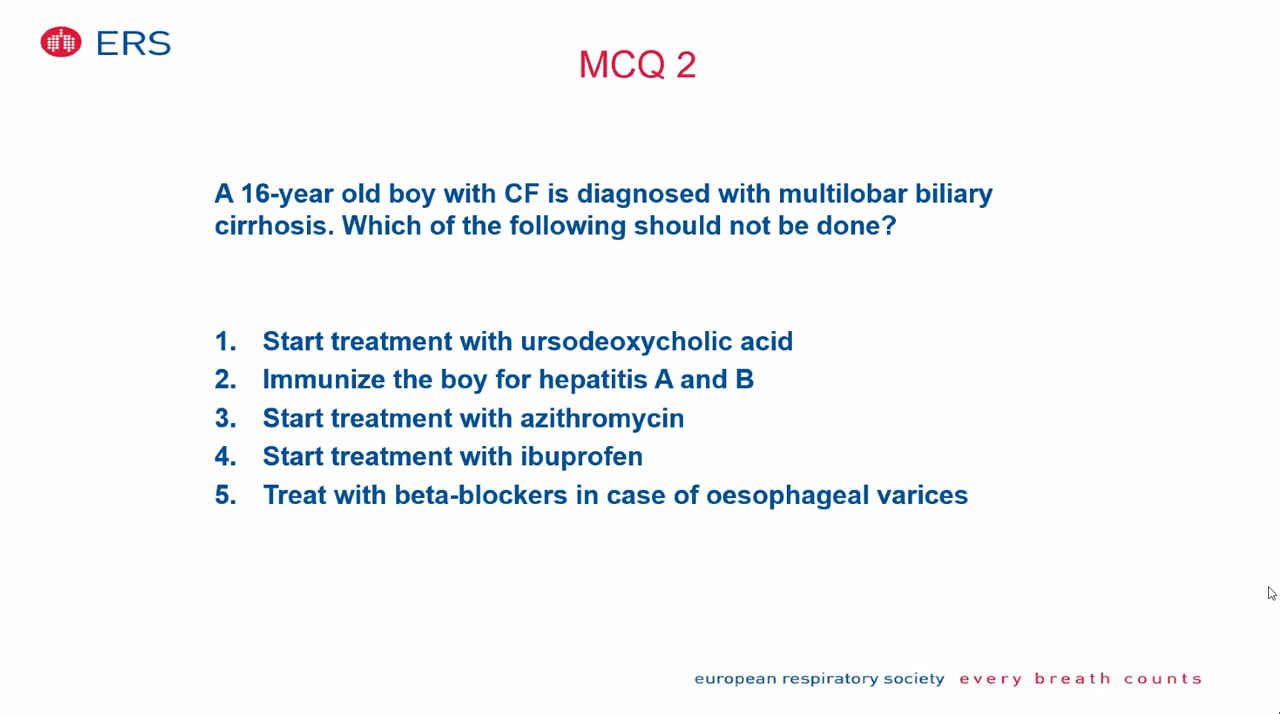 ERS
MCQ 2
A 16-year old boy with CF is diagnosed with multilobar biliary
cirrhosis. Which of the following should not be done?
1. Start treatment with ursodeoxycholic acid
2. Immunize the boy for hepatitis A and B
3. Start treatment with azithromycin
4. Start treatment with ibuprofen
5. Treat with beta-blockers in case of oesophageal varices
european respiratory society every breath counts